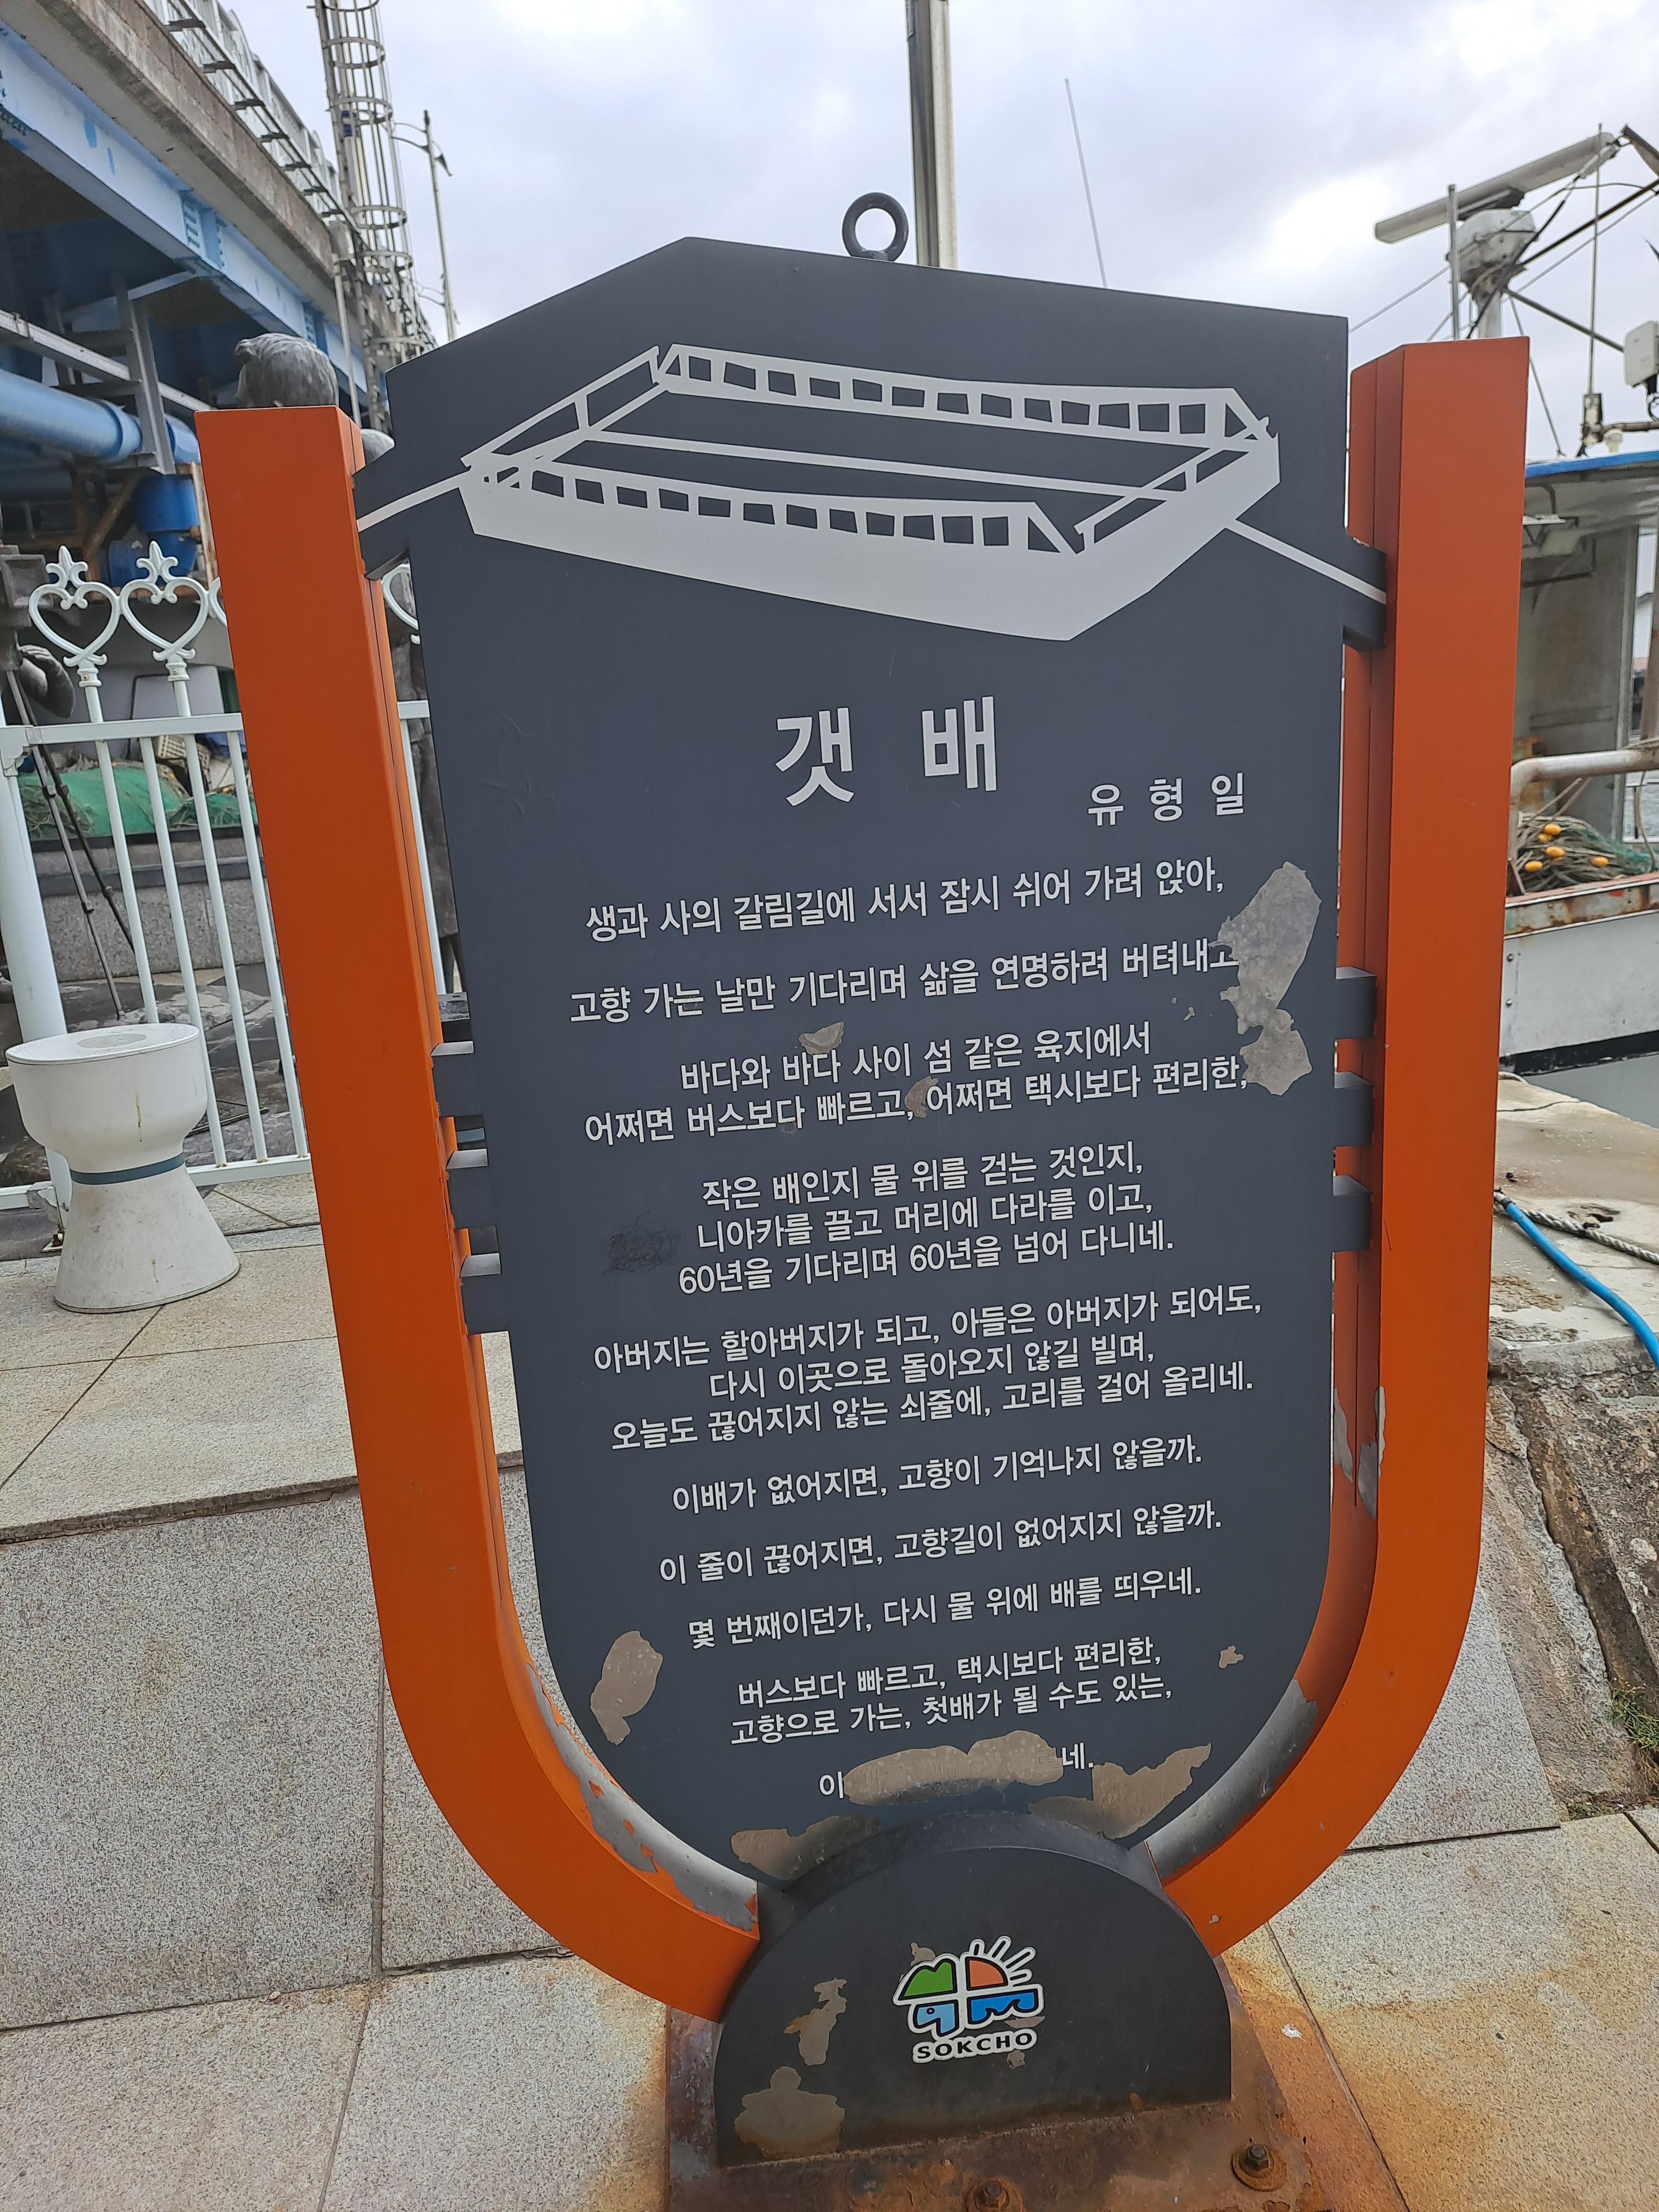 갯 배
유 형 일
생과 사의 갈림길에 서서 잠시 쉬어 가려 앉아,
고향 가는 날만 기다리며 삶을 연명하려 버텨내고
바다와 바다 사이 섬 같은 육지에서
어쩌면 버스보다 빠르고, 어쩌면 택시보다 편리한,
작은 배인지 물 위를 걷는 것인지,
니아카를 끌고 머리에 다라를 이고,
60년을 기다리며 60년을 넘어 다니네.
아버지는 할아버지가 되고, 아들은 아버지가 되어도,
다시 이곳으로 돌아오지 않길 빌며,
오늘도 끊어지지 않는 쇠줄에, 고리를 걸어 올리네.
이배가 없어지면, 고향이 기억나지 않을까.
이 줄이 끊어지면, 고향길이 없어지지 않을까.
몇 번째이던가, 다시 물 위에 배를 띄우네.
버스보다 빠르고, 택시보다 편리한,
고향으로 가는, 첫배가 될 수도 있는,
SOKCHO